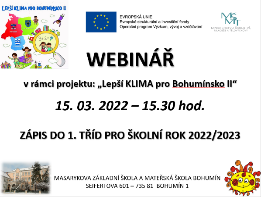 LEPŠÍ KLIMA PRO BOHUMÍNSKO II
EVROPSKÁ UNIE
Evropské strukturální a investiční fondy
Operační program Výzkum, vývoj a vzdělávání
WEBINÁŘ
v rámci projektu: „Lepší KLIMA pro Bohumínsko II“
15. 03. 2022 – 15.30 hod.
ZÁPIS DO 1. TŘÍD PRO ŠKOLNÍ ROK 2022/2023
MASARYKOVA ZÁKLADNÍ ŠKOLA A MATEŘSKÁ ŠKOLA BOHUMÍN
SEIFERTOVA 601 – 735 81 BOHUMÍN 1